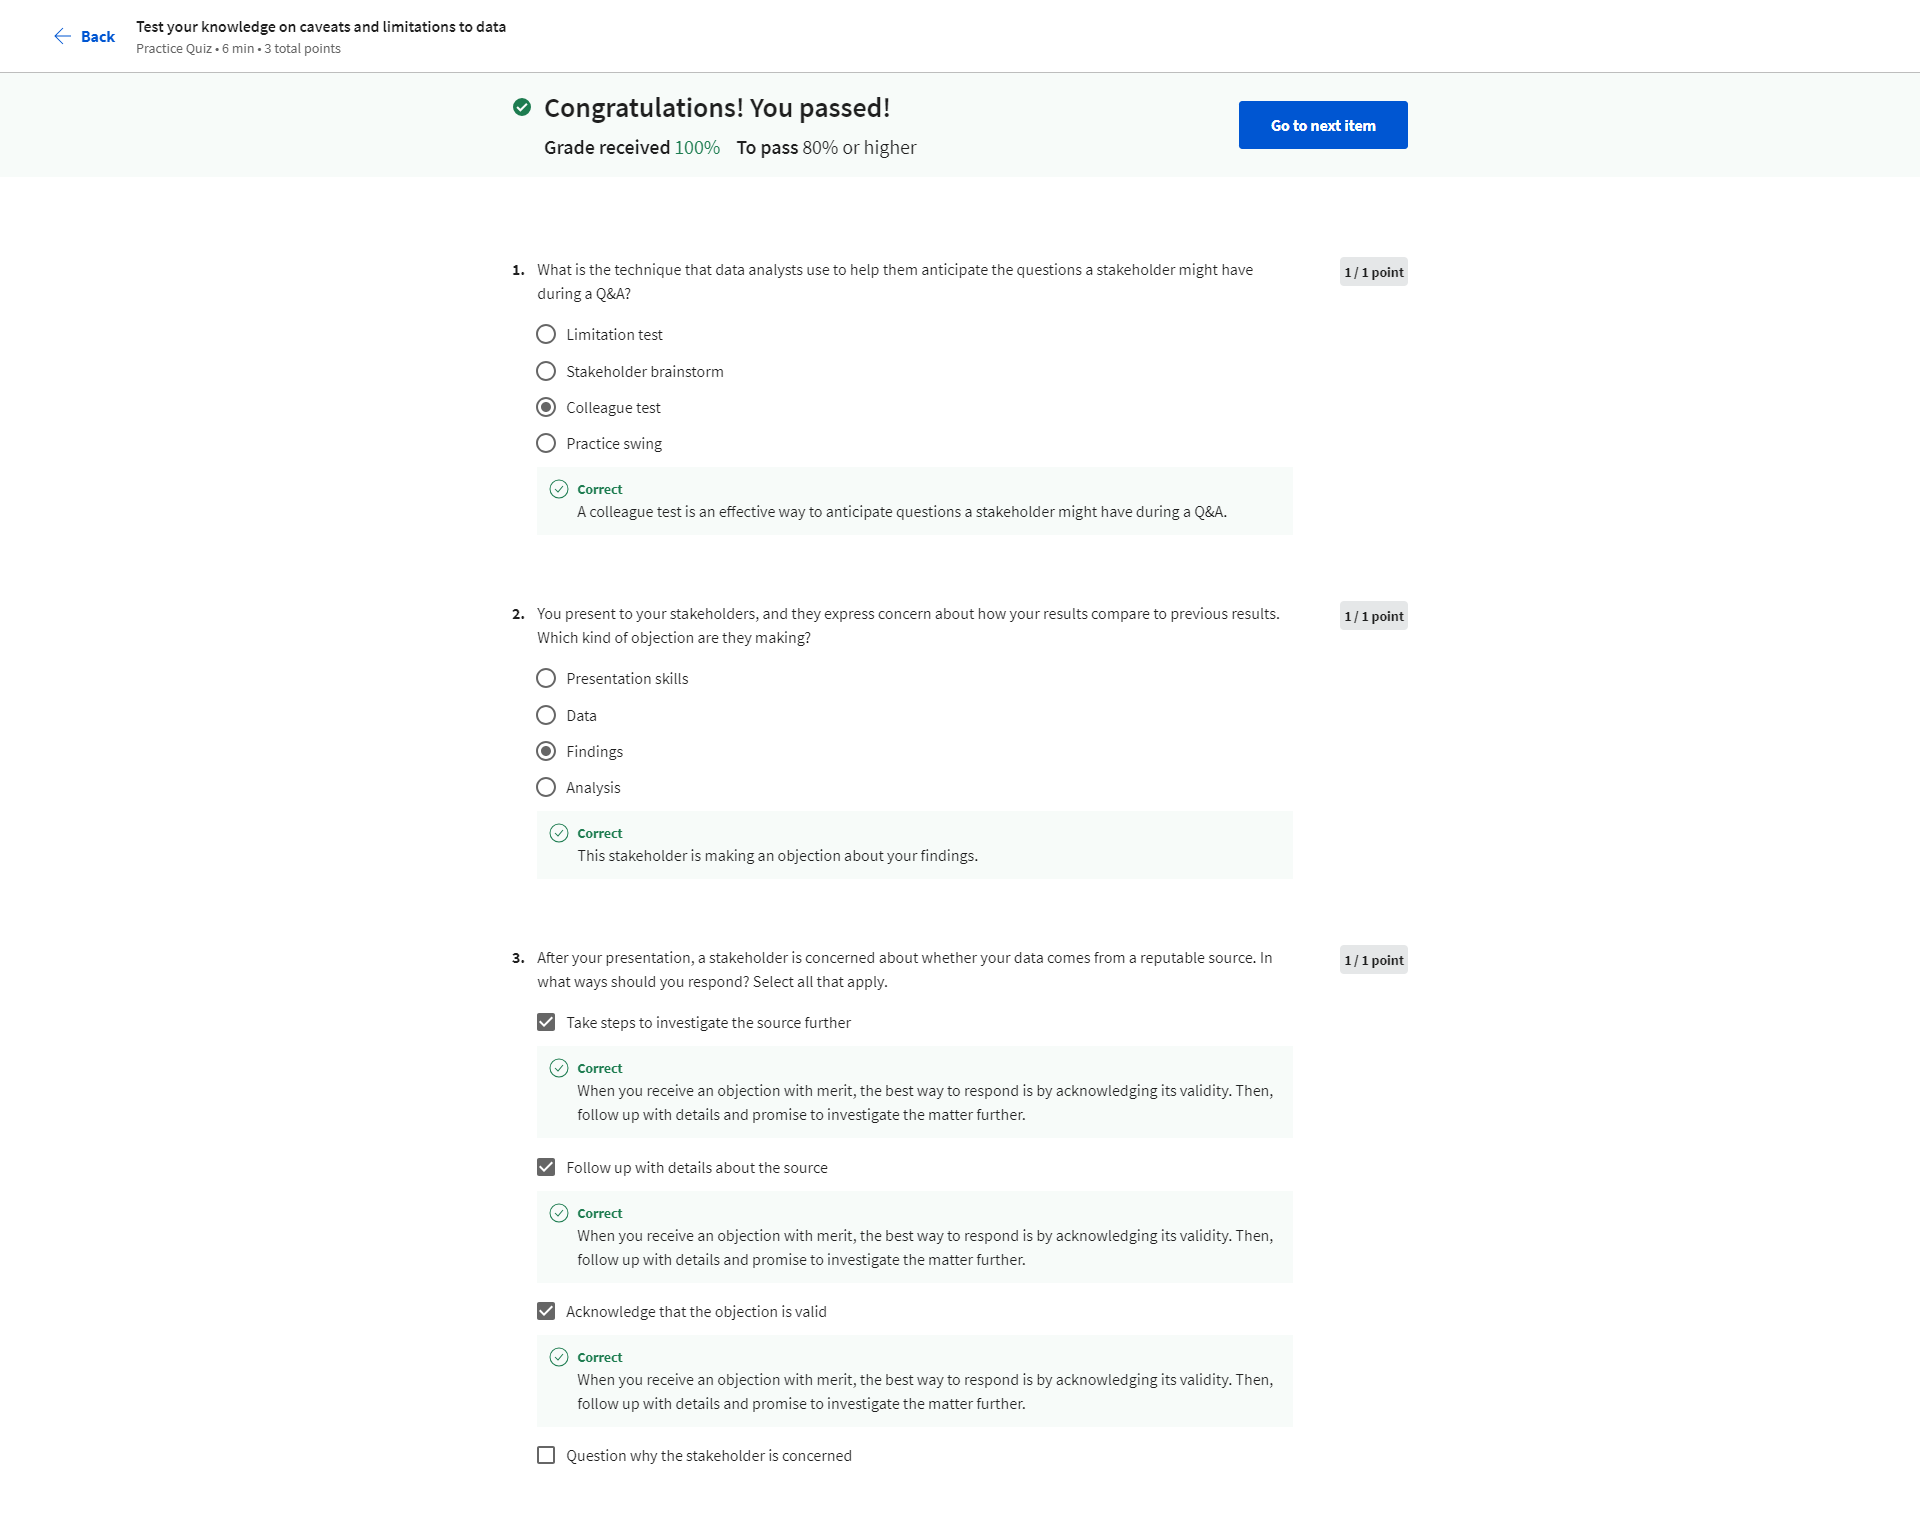 Back
Test your knowledge on caveats and limitations to data
Practice Quiz • 6 min • 3 total points
Congratulations! You passed!
Grade received 100% To pass 80% or higher
Go to next item
1. What is the technique that data analysts use to help them anticipate the questions a stakeholder might have
during a Q&A?
1 / 1 point
Limitation test
Stakeholder brainstorm
Colleague test
Practice swing
Correct
A colleague test is an effective way to anticipate questions a stakeholder might have during a Q&A.
2. You present to your stakeholders, and they express concern about how your results compare to previous results.
Which kind of objection are they making?
1 / 1 point
Presentation skills
Data
Findings
Analysis
Correct
This stakeholder is making an objection about your findings.
3. After your presentation, a stakeholder is concerned about whether your data comes from a reputable source. In
what ways should you respond? Select all that apply.
1 / 1 point
Take steps to investigate the source further
Correct
When you receive an objection with merit, the best way to respond is by acknowledging its validity. Then,
follow up with details and promise to investigate the matter further.
Follow up with details about the source
Correct
When you receive an objection with merit, the best way to respond is by acknowledging its validity. Then,
follow up with details and promise to investigate the matter further.
Acknowledge that the objection is valid
Correct
When you receive an objection with merit, the best way to respond is by acknowledging its validity. Then,
follow up with details and promise to investigate the matter further.
Question why the stakeholder is concerned